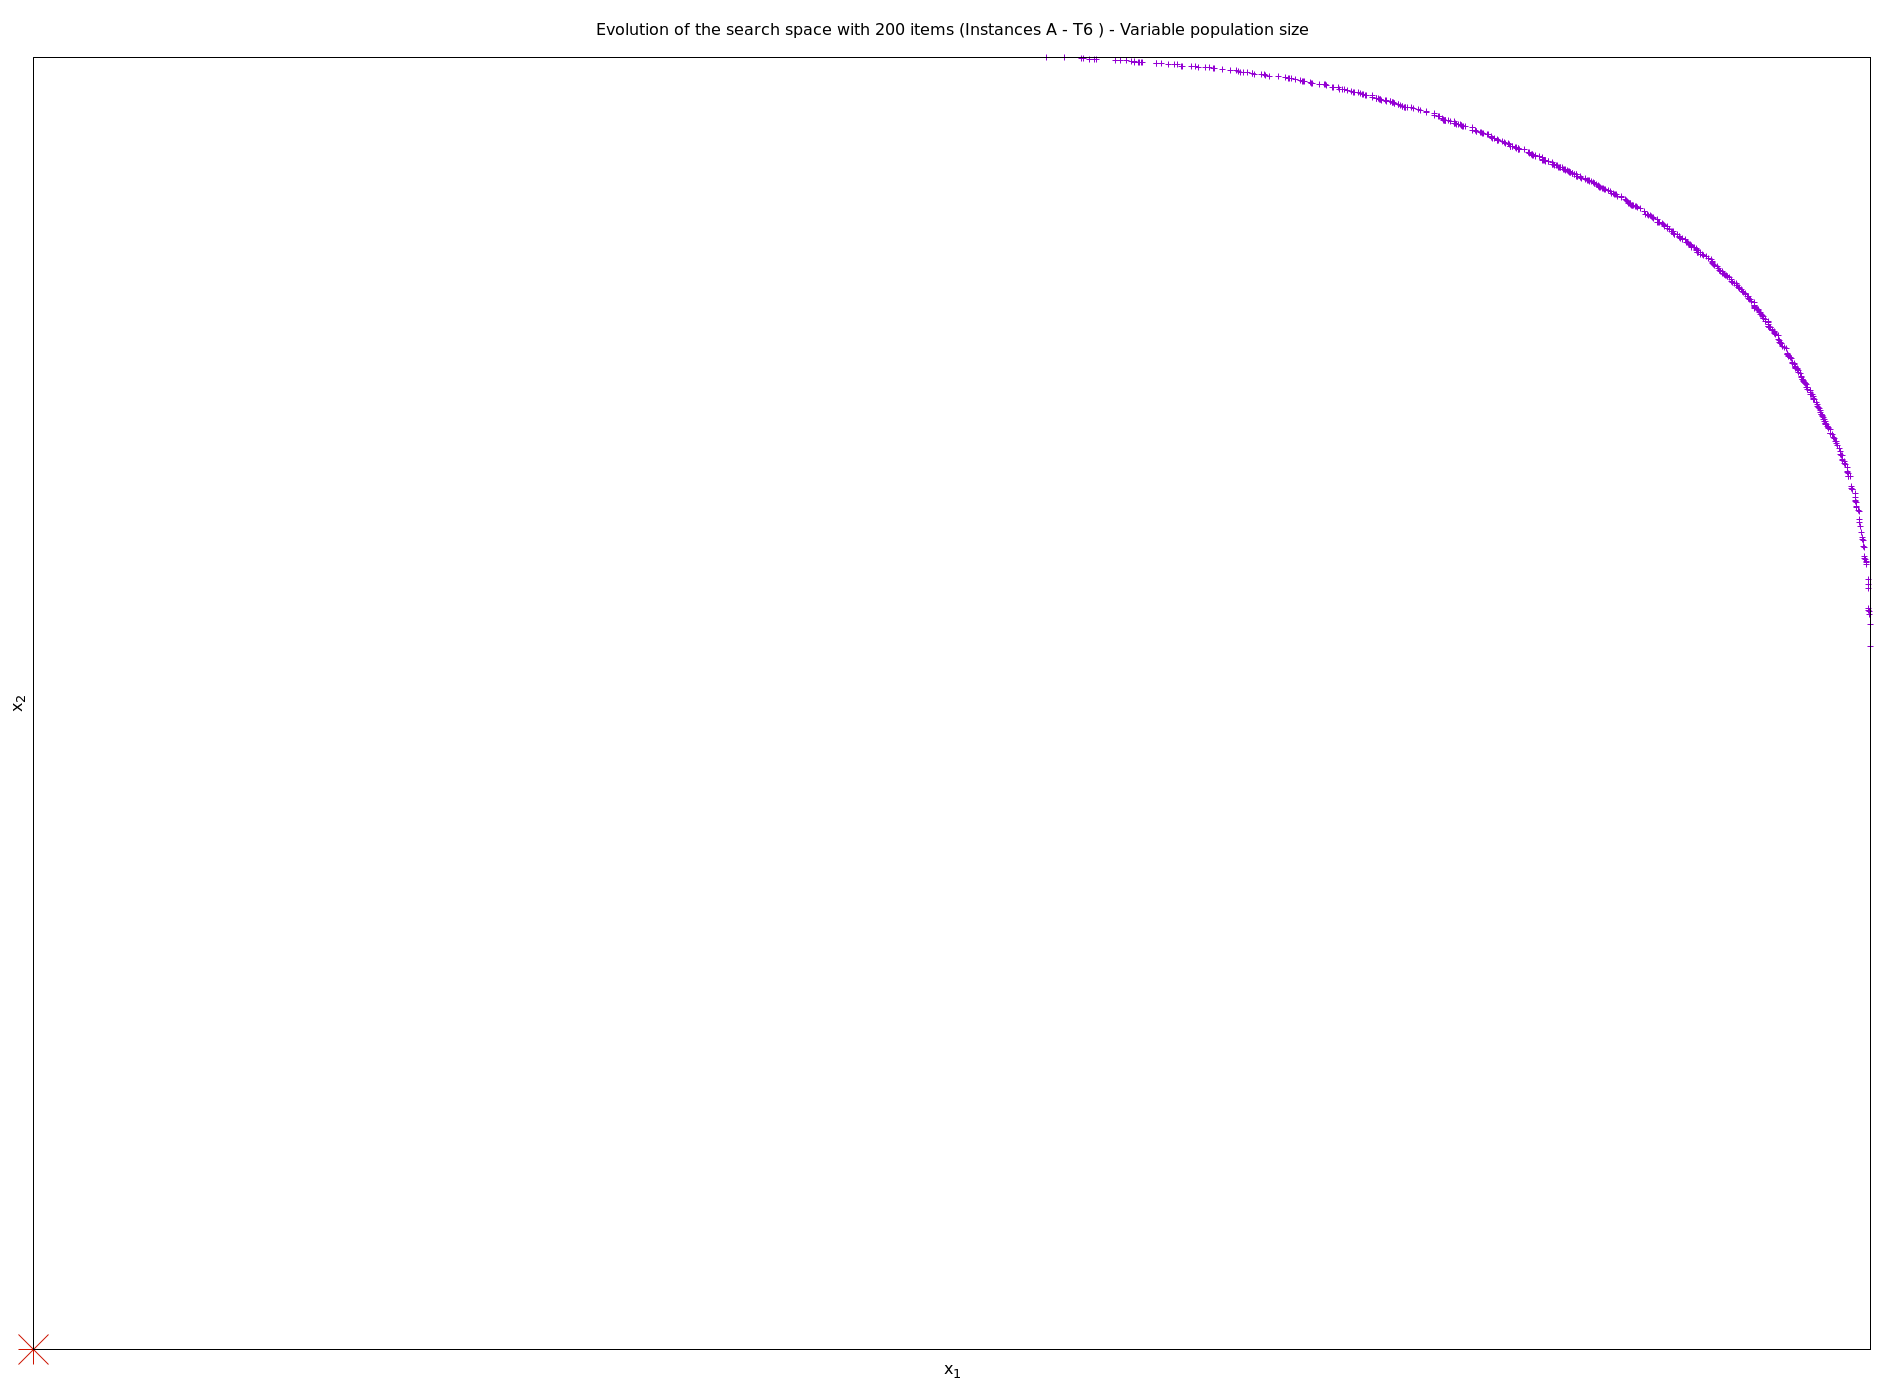 Evolution of the search space with 200 items (Instances A - T6 ) - Variable population size
x₂
x₁